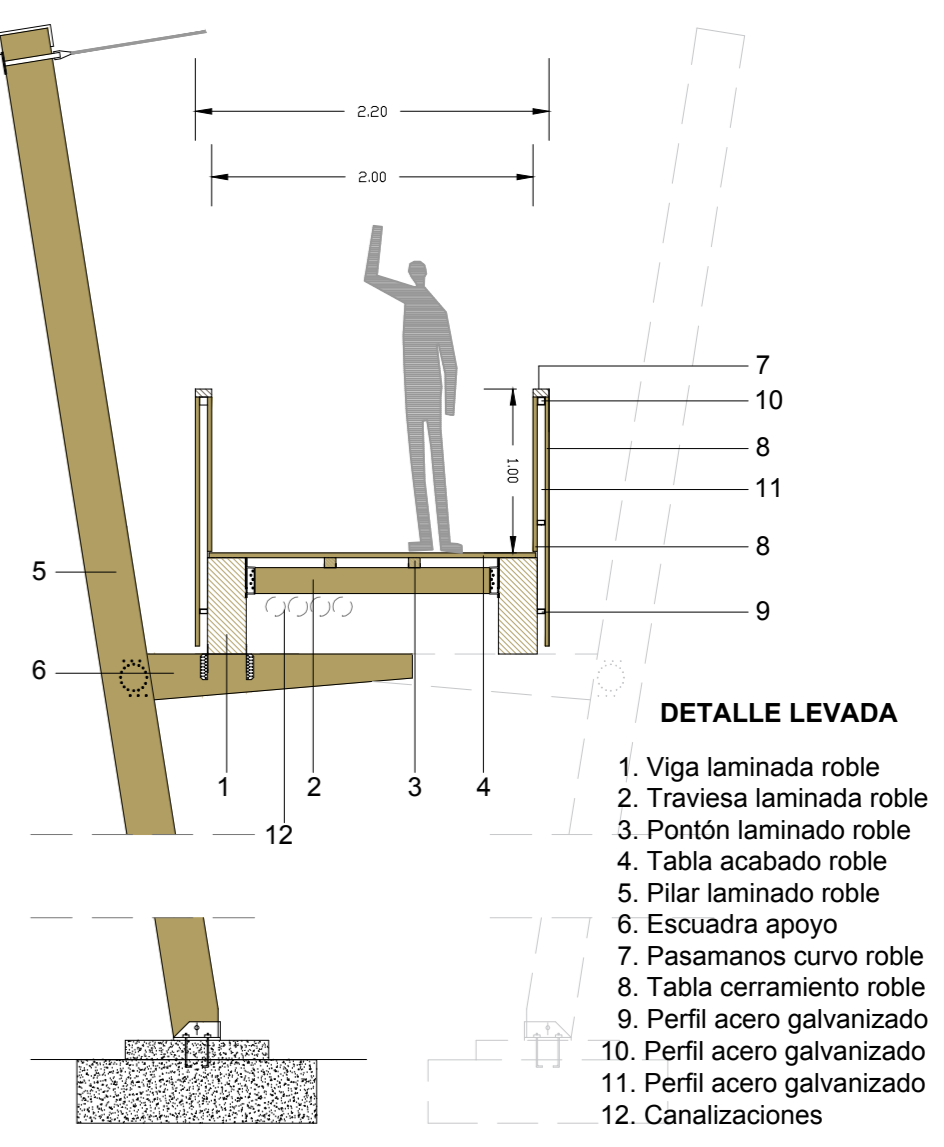 2.20
2.00
7
10
8
1.00
11
8
5
9
6
1
2
3
4
12
DETALLE LEVADA
1. Viga laminada roble
2. Traviesa laminada roble
3. Pontón laminado roble
4. Tabla acabado roble
5. Pilar laminado roble
6. Escuadra apoyo
7. Pasamanos curvo roble
8. Tabla cerramiento roble
9. Perfil acero galvanizado
10. Perfil acero galvanizado
11. Perfil acero galvanizado
12. Canalizaciones